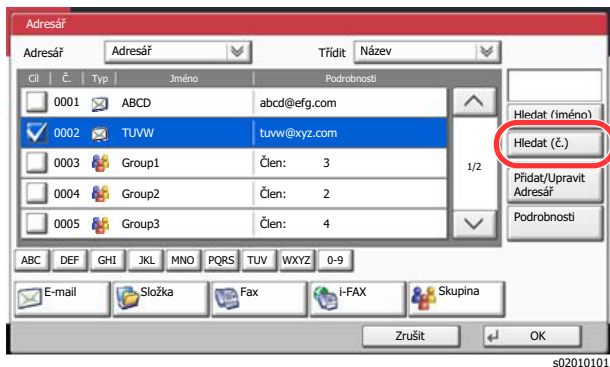 Adresář
Adresář Adresář Třídit Název
Cíl Č. Typ Jméno Podrobnosti
0001 ABCD abcd@efg.com
0002 TUVW tuvw@xyz.com
0003 Group1 Člen: 3
0004 Group2 Člen: 2
0005 Group3 Člen: 4
1/2
Hledat (jméno)
Hledat (č.)
Přidat/Upravit
Adresář
Podrobnosti
ABC DEF GHI JKL MNO PQRS TUV WXYZ 0-9
E-mail Složka Fax i-FAX Skupina
Zrušit OK
s02010101